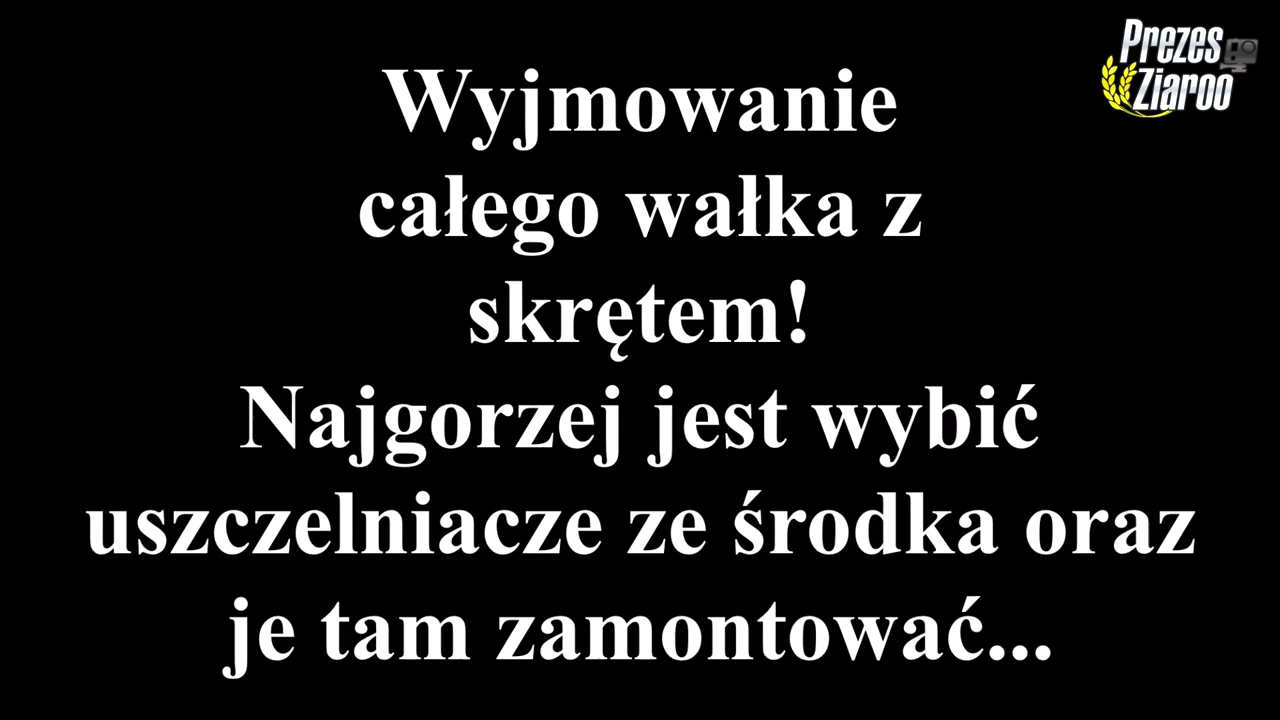 Prezes
Ziaroo
Wyjmowanie
całego wałka z
skrętem!
Najgorzej jest wybić
uszczelniacze ze środka oraz
je tam zamontować...